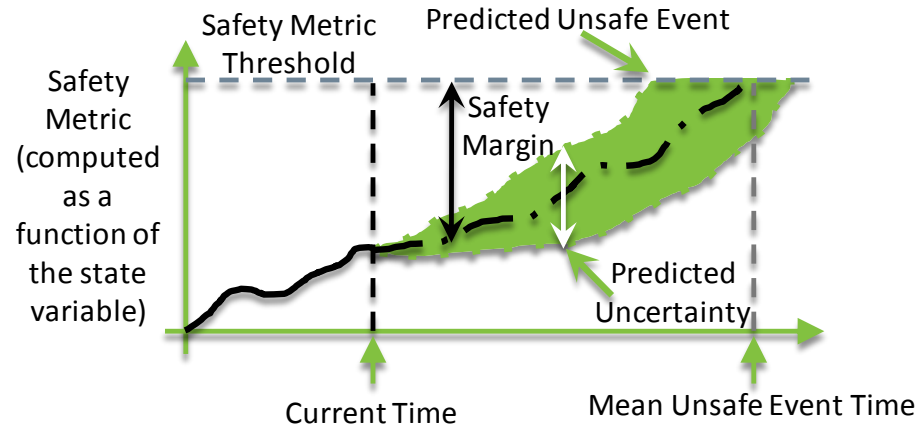 Safety Metric
Threshold
Predicted Unsafe Event
Safety
Metric
(computed
as a
function of
the state
variable)
Safety
Margin
Predicted
Uncertainty
Current Time
Mean Unsafe Event Time